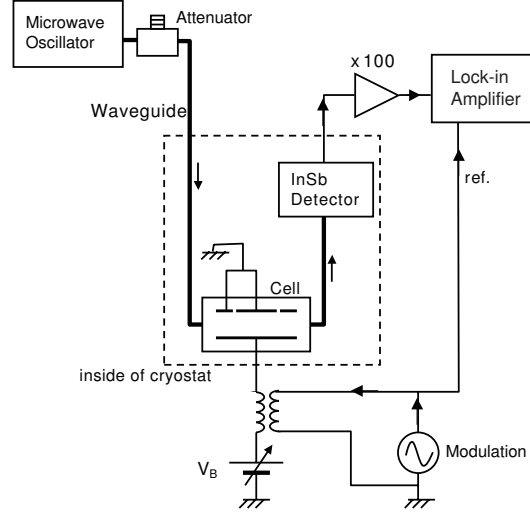 Microwave
Oscillator
Attenuator
x 100
Lock-in
Amplifier
Waveguide
InSb
Detector
ref.
Cell
inside of cryostat
V_B
Modulation